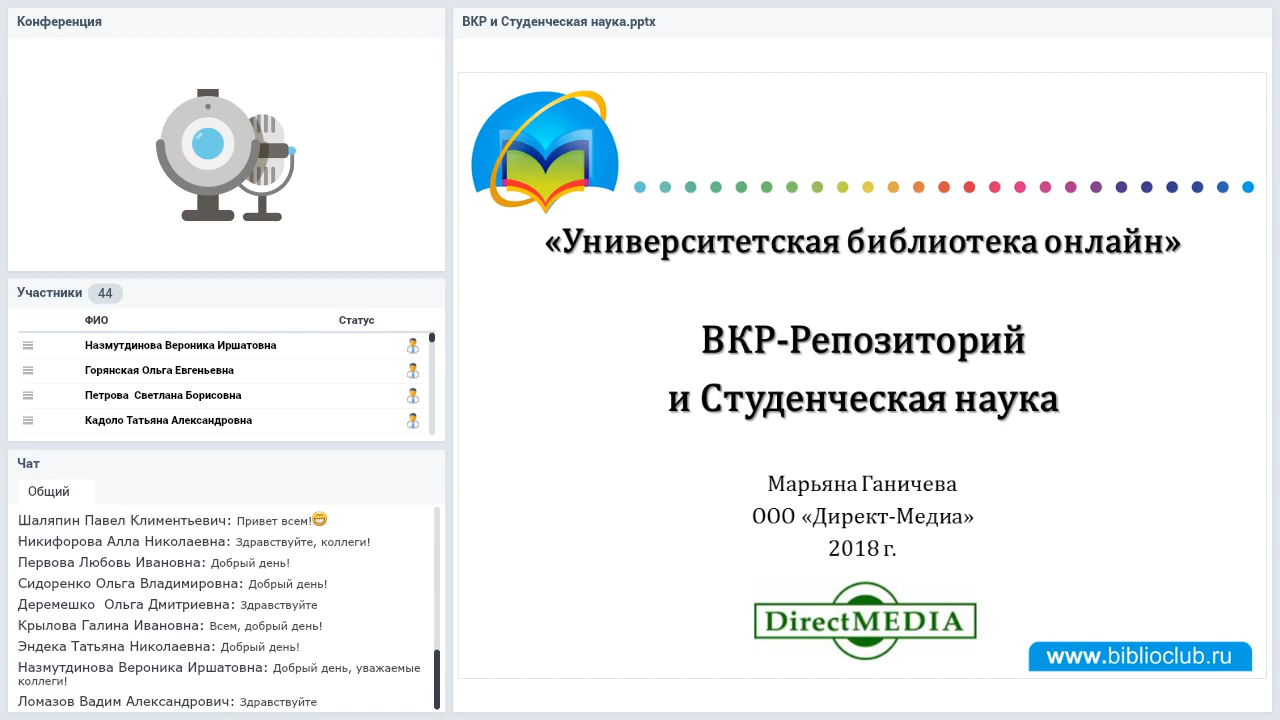 Конференция
Участники 44
ФИО Статус
Назмутдинова Вероника Иршатовна
Горянская Ольга Евгеньевна
Петрова Светлана Борисовна
Кадоло Татьяна Александровна
Чат
Общий
Шаляпин Павел Климентьевич: Привет всем!
Никифорова Алла Николаевна: Здравствуйте, коллеги!
Первова Любовь Ивановна: Добрый день!
Сидоренко Ольга Владимировна: Добрый день!
Деремешко Ольга Дмитриевна: Здравствуйте
Крылова Галина Ивановна: Всем, добрый день!
Эндека Татьяна Николаевна: Добрый день!
Назмутдинова Вероника Иршатовна: Добрый день, уважаемые
коллеги!
Ломазов Вадим Александрович: Здравствуйте
ВКР и Студенческая наука.pptx
«Университетская библиотека онлайн»
ВКР-Репозиторий
и Студенческая наука
Марьяна Ганичева
ООО «Директ-Медиа»
2018 г.
DirectMEDIA
www.biblioclub.ru